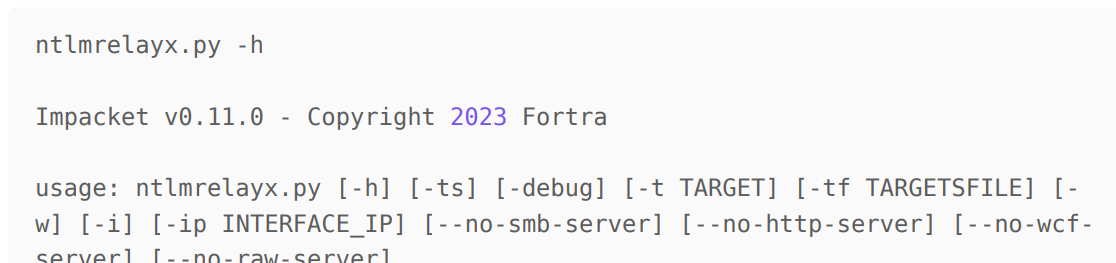 ntlmrelayx.py -h
Impacket v0.11.0 - Copyright 2023 Fortra
usage: ntlmrelayx.py [-h] [-ts] [-debug] [-t TARGET] [-tf TARGETSFILE] [-
w] [-i] [-ip INTERFACE_IP] [--no-smb-server] [--no-http-server] [--no-wcf-
server] [--no-raw-server]